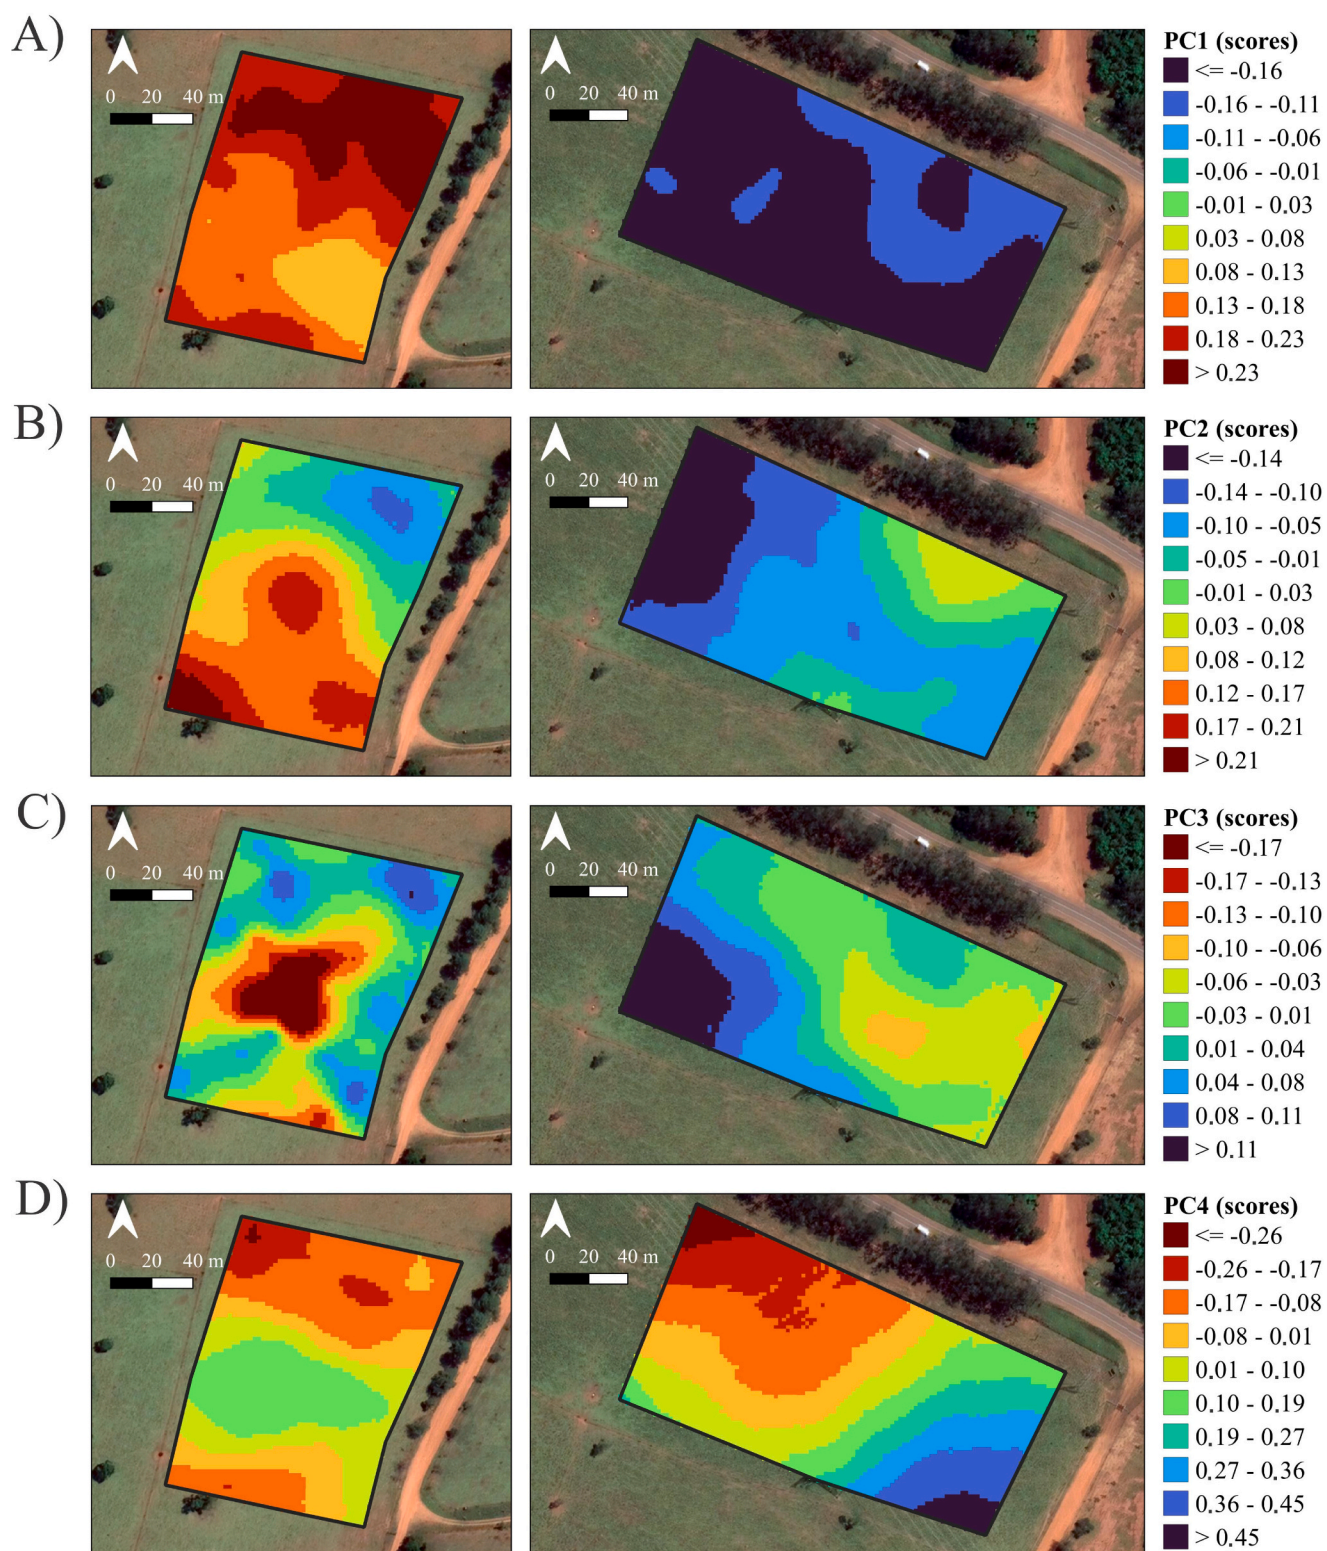 A)
0 20 40 m
0 20 40 m
PC1 (scores)
<= -0.16
-0.16 - -0.11
-0.11 - -0.06
-0.06 - -0.01
-0.01 - 0.03
0.03 - 0.08
0.08 - 0.13
0.13 - 0.18
0.18 - 0.23
> 0.23
B)
0 20 40 m
0 20 40 m
PC2 (scores)
<= -0.14
-0.14 - -0.10
-0.10 - -0.05
-0.05 - -0.01
-0.01 - 0.03
0.03 - 0.08
0.08 - 0.12
0.12 - 0.17
0.17 - 0.21
> 0.21
C)
0 20 40 m
0 20 40 m
PC3 (scores)
<= -0.17
-0.17 - -0.13
-0.13 - -0.10
-0.10 - -0.06
-0.06 - -0.03
-0.03 - 0.01
0.01 - 0.04
0.04 - 0.08
0.08 - 0.11
> 0.11
D)
0 20 40 m
0 20 40 m
PC4 (scores)
<= -0.26
-0.26 - -0.17
-0.17 - -0.08
-0.08 - 0.01
0.01 - 0.10
0.10 - 0.19
0.19 - 0.27
0.27 - 0.36
0.36 - 0.45
> 0.45